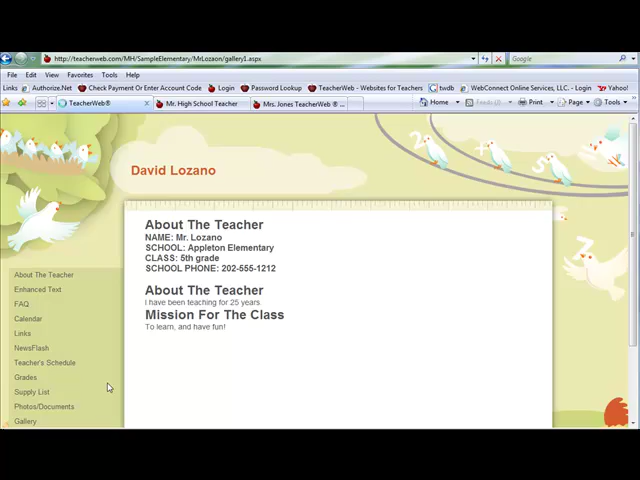 http://teacherweb.com/MH/SampleElementary/MrLozaon/gallery1.aspx
Google
File Edit View Favorites Tools Help
Links Authorize.Net Check Payment Or Enter Account Code Login Password Lookup TeacherWeb - Websites for Teachers twdb WebConnect Online Services, LLC. - Login Yahoo!
TeacherWeb® Mr. High School Teacher Mrs. Jones TeacherWeb ® ... Home Feeds (J) Print Page Tools
David Lozano
2 + 5
7
About The Teacher
NAME: Mr. Lozano
SCHOOL: Appleton Elementary
CLASS: 5th grade
SCHOOL PHONE: 202-555-1212
About The Teacher
I have been teaching for 25 years
Mission For The Class
To learn, and have fun!
About The Teacher
Enhanced Text
FAQ
Calendar
Links
NewsFlash
Teacher's Schedule
Grades
Supply List
Photos/Documents
Gallery